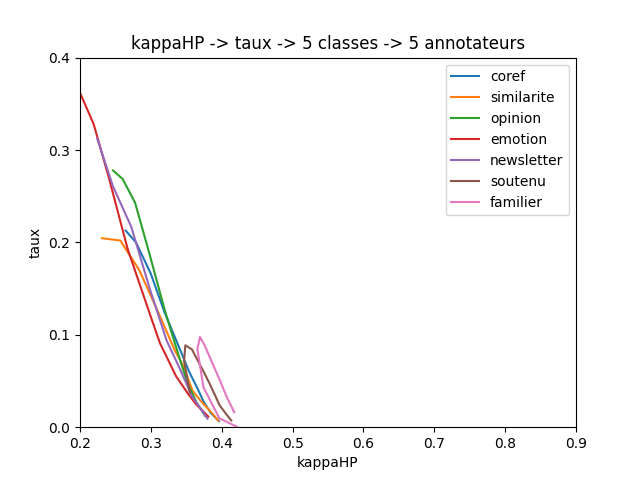 kappaHP -> taux -> 5 classes -> 5 annotateurs
coref
similarite
opinion
emotion
newsletter
soutenu
familier
taux
0.4
0.3
0.2
0.1
0.0
0.2 0.3 0.4 0.5 0.6 0.7 0.8 0.9
kappaHP